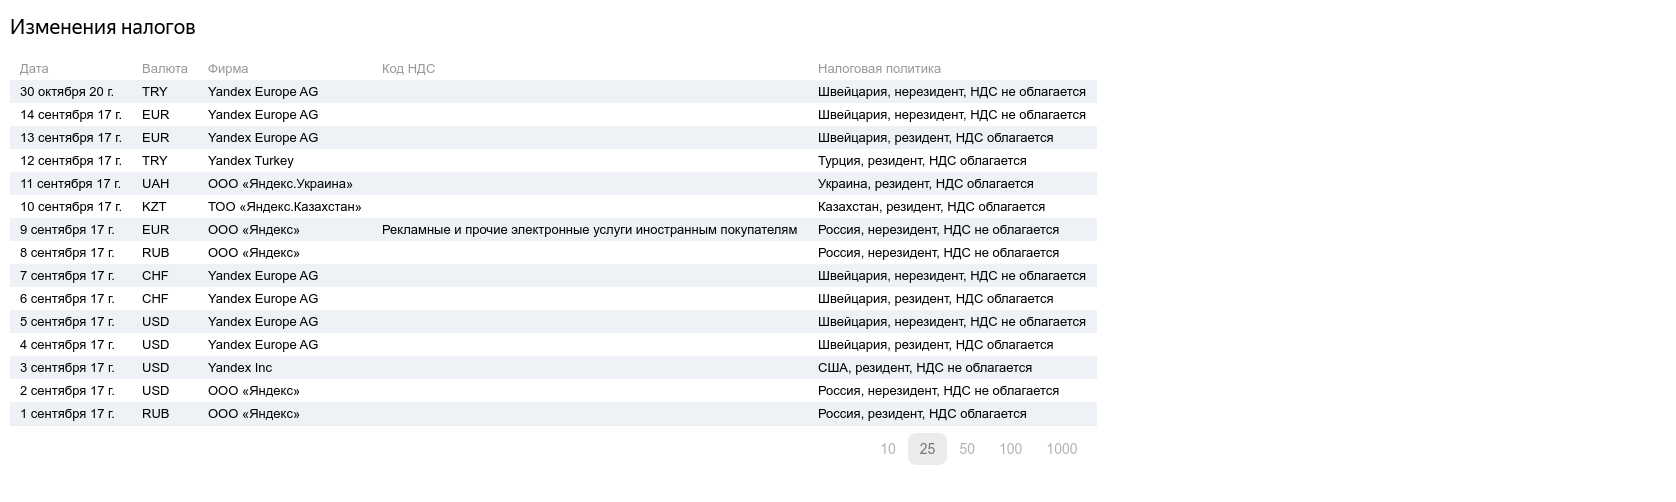 Изменения налогов
Дата Валюта Фирма Код НДС Налоговая политика
30 октября 20 г. TRY Yandex Europe AG Швейцария, нерезидент, НДС не облагается
14 сентября 17 г. EUR Yandex Europe AG Швейцария, нерезидент, НДС не облагается
13 сентября 17 г. EUR Yandex Europe AG Швейцария, резидент, НДС облагается
12 сентября 17 г. TRY Yandex Turkey Турция, резидент, НДС облагается
11 сентября 17 г. UAH ООО «Яндекс.Украина» Украина, резидент, НДС облагается
10 сентября 17 г. KZT ТОО «Яндекс.Казахстан» Казахстан, резидент, НДС облагается
9 сентября 17 г. EUR ООО «Яндекс» Рекламные и прочие электронные услуги иностранным покупателям Россия, нерезидент, НДС не облагается
8 сентября 17 г. RUB ООО «Яндекс» Россия, нерезидент, НДС не облагается
7 сентября 17 г. CHF Yandex Europe AG Швейцария, нерезидент, НДС не облагается
6 сентября 17 г. CHF Yandex Europe AG Швейцария, резидент, НДС облагается
5 сентября 17 г. USD Yandex Europe AG Швейцария, нерезидент, НДС не облагается
4 сентября 17 г. USD Yandex Europe AG Швейцария, резидент, НДС облагается
3 сентября 17 г. USD Yandex Inc США, резидент, НДС не облагается
2 сентября 17 г. USD ООО «Яндекс» Россия, нерезидент, НДС не облагается
1 сентября 17 г. RUB ООО «Яндекс» Россия, резидент, НДС облагается
10 25 50 100 1000